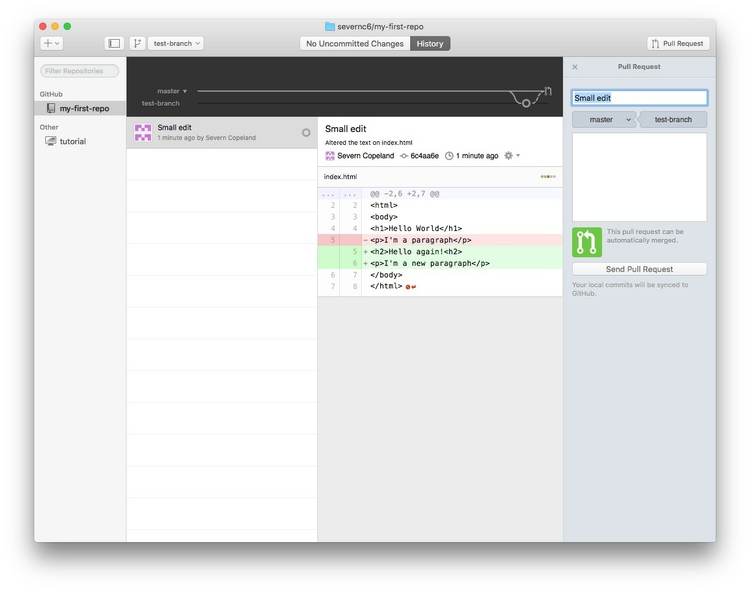 severnc6/my-first-repo
test-branch
No Uncommitted Changes
History
Pull Request
Filter Repositories
GitHub
my-first-repo
Other
tutorial
master
test-branch
Small edit
1 minute ago by Severn Copeland
Small edit
Altered the text on index.html
Severn Copeland 6c4aa6e 1 minute ago
index.html
... ... @@ -2,6 +2,7 @@
2 2 <html>
3 3 <body>
4 4 <h1>Hello World</h1>
5 -<p>I'm a paragraph</p>
5 +<h2>Hello again!<h2>
6 +<p>I'm a new paragraph</p>
6 7 </body>
7 8 </html>
Pull Request
Small edit
master
test-branch
This pull request can be
automatically merged.
Send Pull Request
Your local commits will be synced to
GitHub.